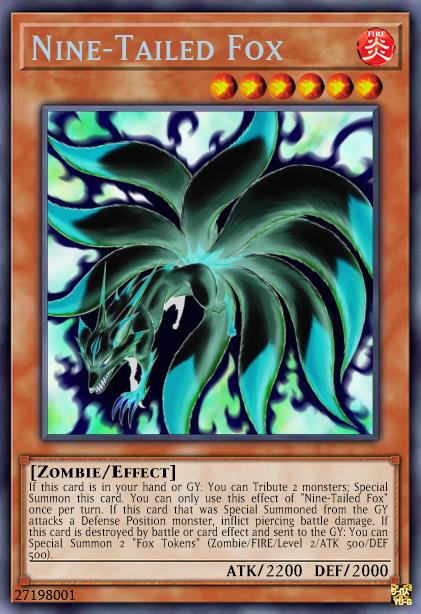 Nine-Tailed Fox
FIRE
炎
[Zombie/Effect]
If this card is in your hand or GY: You can Tribute 2 monsters; Special
Summon this card. You can only use this effect of "Nine-Tailed Fox"
once per turn. If this card that was Special Summoned from the GY
attacks a Defense Position monster, inflict piercing battle damage. If
this card is destroyed by battle or card effect and sent to the GY: You can
Special Summon 2 "Fox Tokens" (Zombie/FIRE/Level 2/ATK 500/DEF
500).
ATK/2200 DEF/2000
27198001